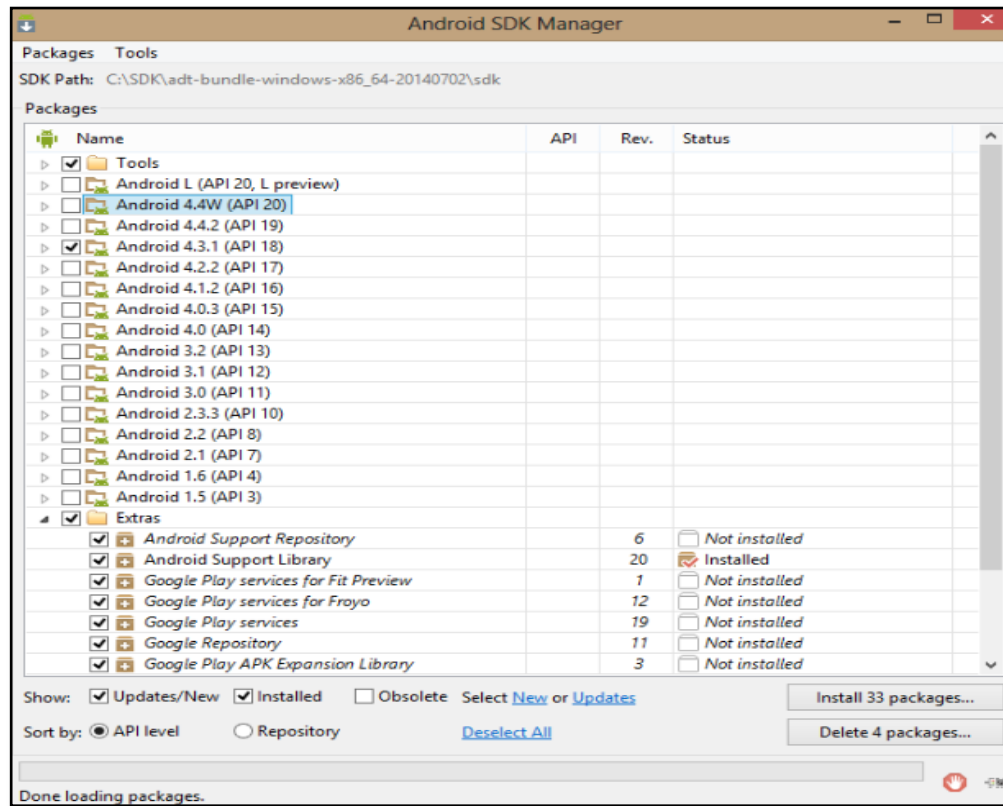 Android SDK Manager
Packages Tools
SDK Path: C:\SDK\adt-bundle-windows-x86_64-20140702\sdk
Packages
Name API Rev. Status
Tools
Android L (API 20, L preview)
Android 4.4W (API 20)
Android 4.4.2 (API 19)
Android 4.3.1 (API 18)
Android 4.2.2 (API 17)
Android 4.1.2 (API 16)
Android 4.0.3 (API 15)
Android 4.0 (API 14)
Android 3.2 (API 13)
Android 3.1 (API 12)
Android 3.0 (API 11)
Android 2.3.3 (API 10)
Android 2.2 (API 8)
Android 2.1 (API 7)
Android 1.6 (API 4)
Android 1.5 (API 3)
Extras
Android Support Repository 6 Not installed
Android Support Library 20 Installed
Google Play services for Fit Preview 1 Not installed
Google Play services for Froyo 12 Not installed
Google Play services 19 Not installed
Google Repository 11 Not installed
Google Play APK Expansion Library 3 Not installed
Show: Updates/New Installed Obsolete Select New or Updates Install 33 packages...
Sort by: API level Repository Deselect All Delete 4 packages...
Done loading packages.